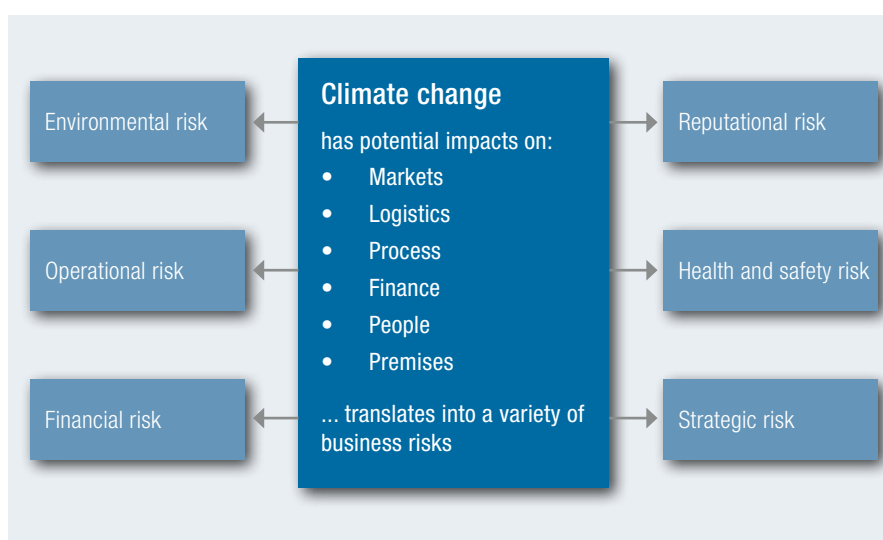 Environmental risk
Operational risk
Financial risk
Climate change
has potential impacts on:
• Markets
• Logistics
• Process
• Finance
• People
• Premises
... translates into a variety of
business risks
Reputational risk
Health and safety risk
Strategic risk